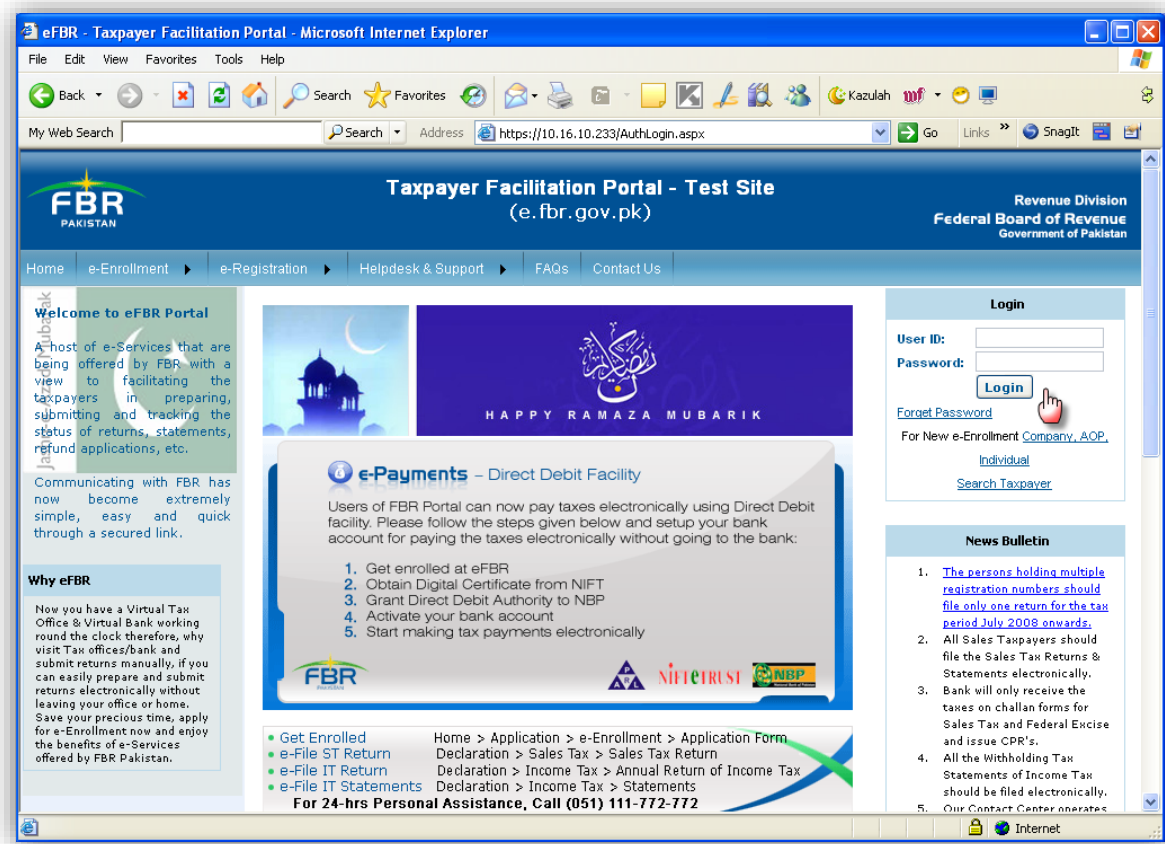 eFBR - Taxpayer Facilitation Portal - Microsoft Internet Explorer
File Edit View Favorites Tools Help
Back Search Favorites Kazulah
My Web Search Search Address https://10.16.10.233/AuthLogin.aspx Go Links » SnagIt
FBR
PAKISTAN
Taxpayer Facilitation Portal - Test Site
(e.fbr.gov.pk)
Revenue Division
Federal Board of Revenue
Government of Pakistan
Home e-Enrollment e-Registration Helpdesk & Support FAQs Contact Us
Welcome to eFBR Portal
A host of e-Services that are
being offered by FBR with a
view to facilitating the
taxpayers in preparing,
submitting and tracking the
status of returns, statements,
refund applications, etc.
Communicating with FBR has
now become extremely
simple, easy and quick
through a secured link.
Why eFBR
Now you have a Virtual Tax
Office & Virtual Bank working
round the clock therefore, why
visit Tax offices/bank and
submit returns manually, if you
can easily prepare and submit
returns electronically without
leaving your office or home.
Save your precious time, apply
for e-Enrollment now and enjoy
the benefits of e-Services
offered by FBR Pakistan.
HAPPY RAMAZA MUBARIK
e-Payments – Direct Debit Facility
Users of FBR Portal can now pay taxes electronically using Direct Debit
facility. Please follow the steps given below and setup your bank
account for paying the taxes electronically without going to the bank:
1. Get enrolled at eFBR
2. Obtain Digital Certificate from NIFT
3. Grant Direct Debit Authority to NBP
4. Activate your bank account
5. Start making tax payments electronically
FBR
PAKISTAN
PRAL NIFTeTRUST NBP
Get Enrolled Home > Application > e-Enrollment > Application Form
e-File ST Return Declaration > Sales Tax > Sales Tax Return
e-File IT Return Declaration > Income Tax > Annual Return of Income Tax
e-File IT Statements Declaration > Income Tax > Statements
For 24-hrs Personal Assistance, Call (051) 111-772-772
Login
User ID:
Password:
Login
Forget Password
For New e-Enrollment Company, AOP,
Individual
Search Taxpayer
News Bulletin
1. The persons holding multiple
registration numbers should
file only one return for the tax
period July 2008 onwards.
2. All Sales Taxpayers should
file the Sales Tax Returns &
Statements electronically.
3. Bank will only receive the
taxes on challan forms for
Sales Tax and Federal Excise
and issue CPR's.
4. All the Withholding Tax
Statements of Income Tax
should be filed electronically.
5. Our Contact Center operates
Internet